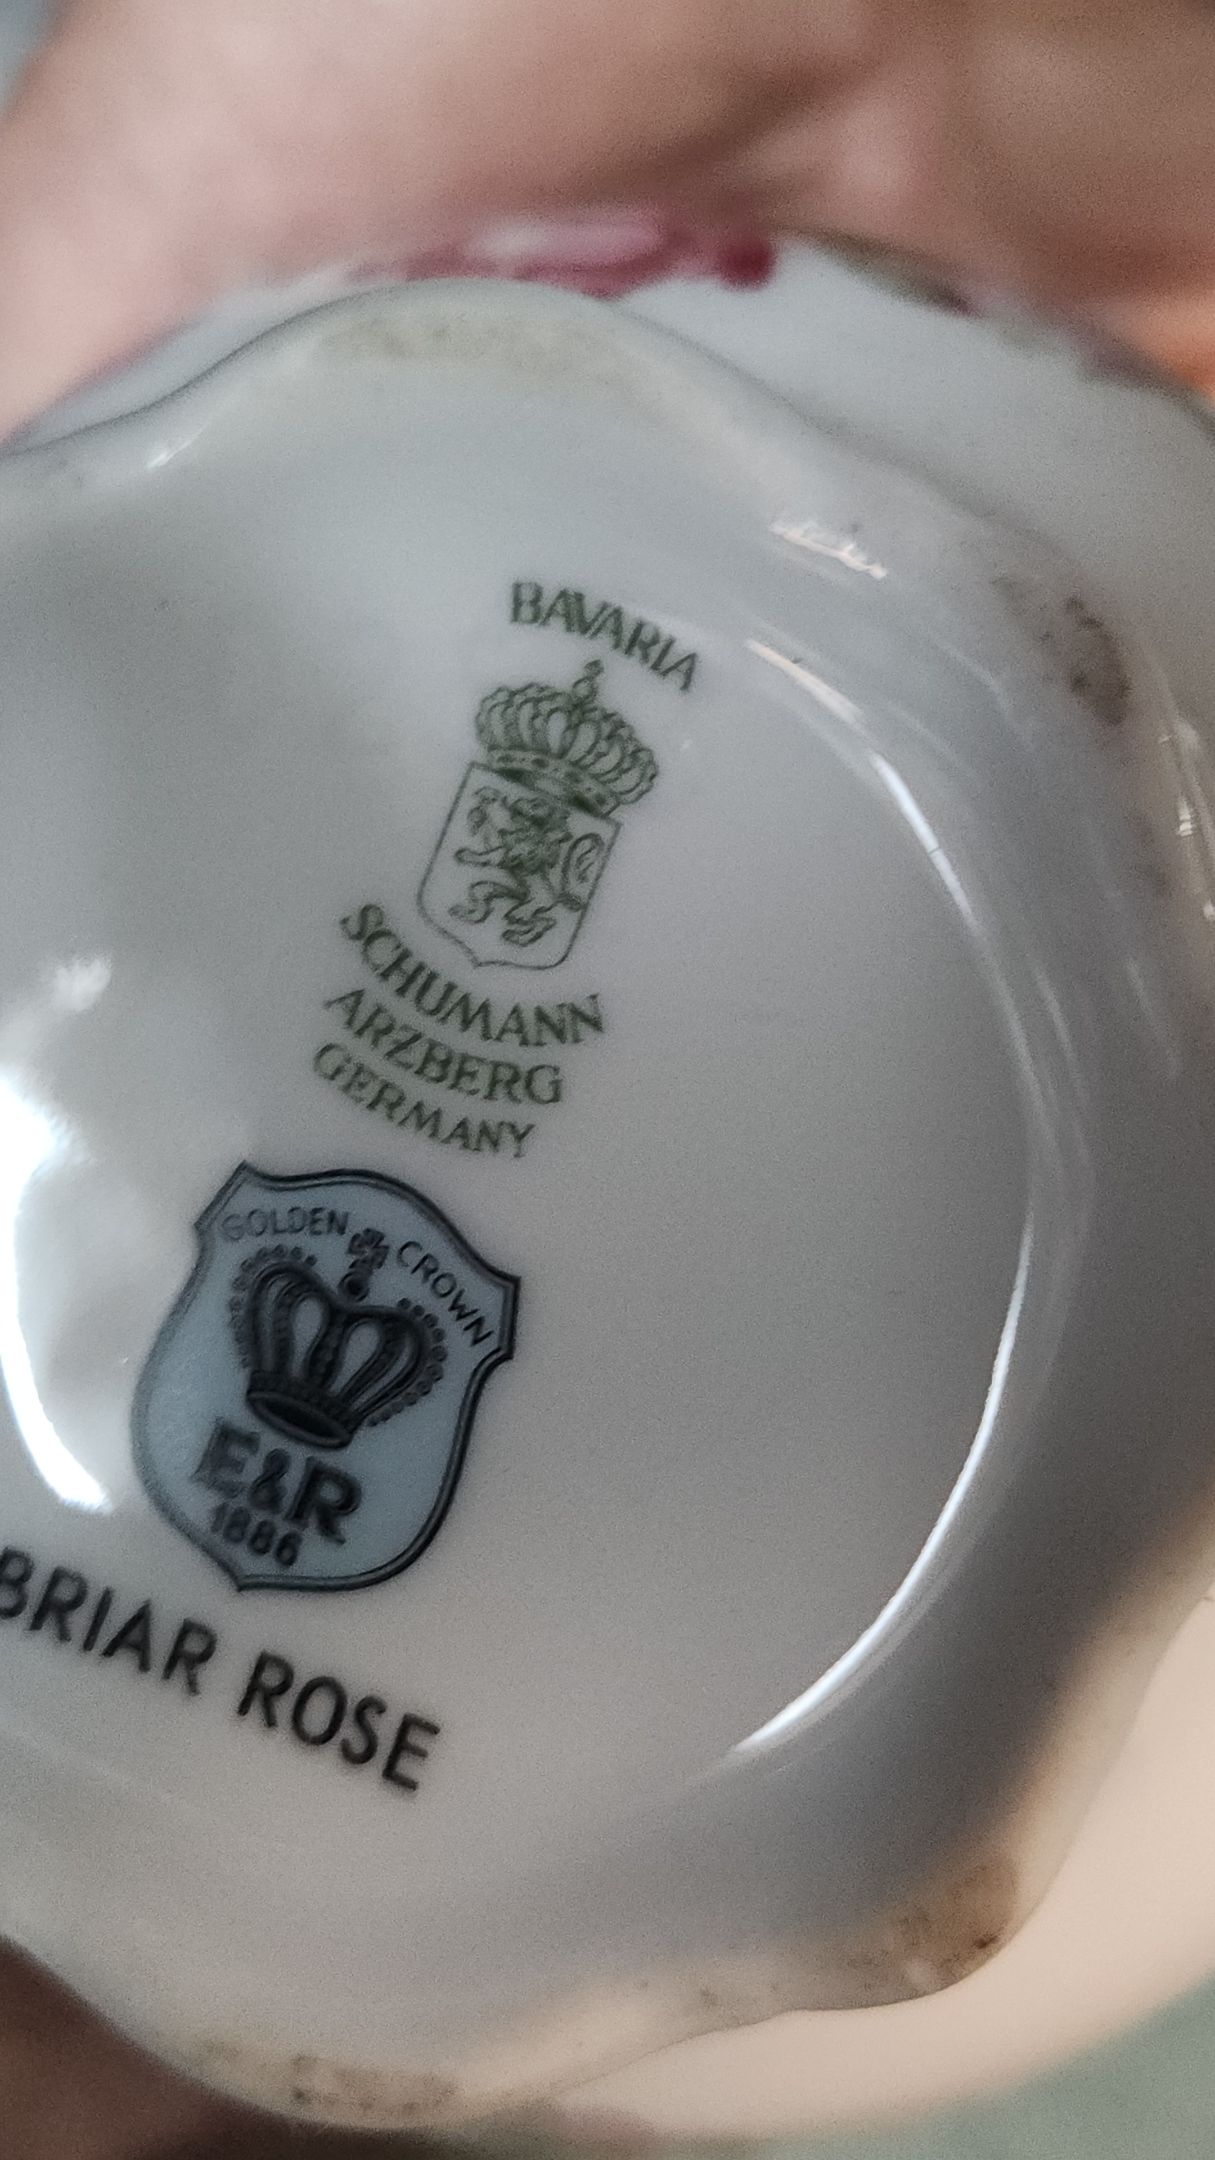 BAVARIA
SCHUMANN
ARZBERG
GERMANY
GOLDEN CROWN
E&R
1886
BRIAR ROSE